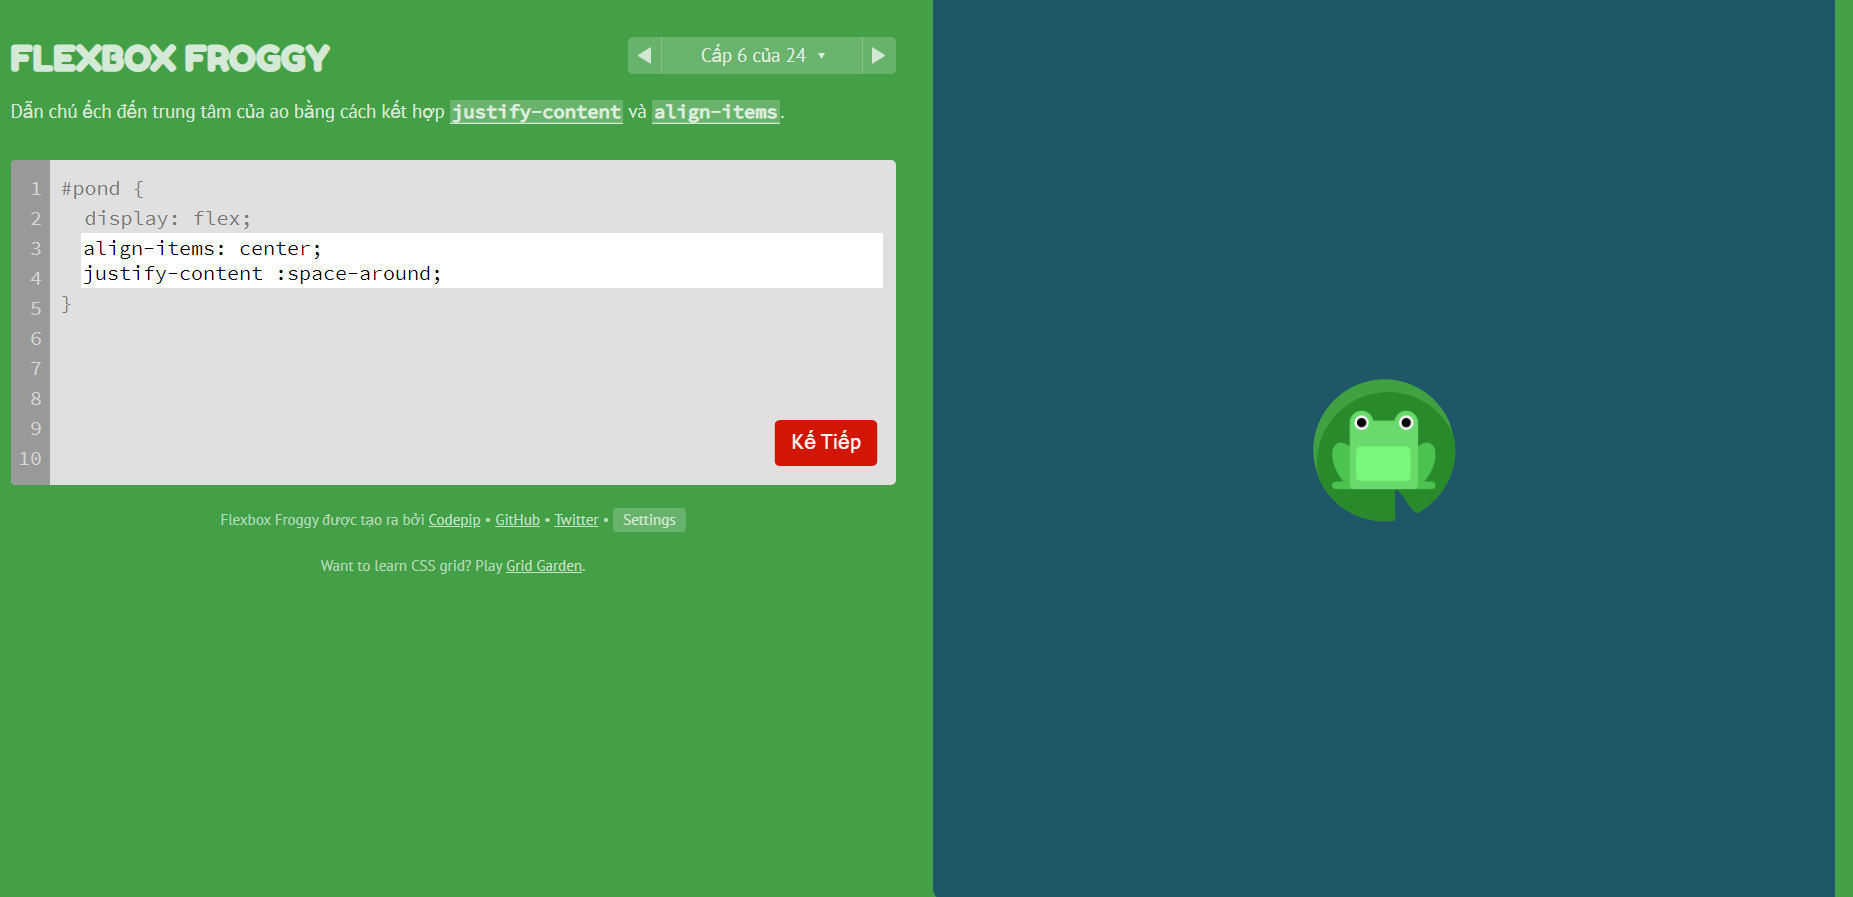 FLEXBOX FROGGY
Cấp 6 của 24
Dẫn chú ếch đến trung tâm của ao bằng cách kết hợp justify-content và align-items.
1 #pond {
2 display: flex;
3 align-items: center;
4 justify-content :space-around;
5 }
6
7
8
9
10
Kế Tiếp
Flexbox Froggy được tạo ra bởi Codepip • GitHub • Twitter • Settings
Want to learn CSS grid? Play Grid Garden.